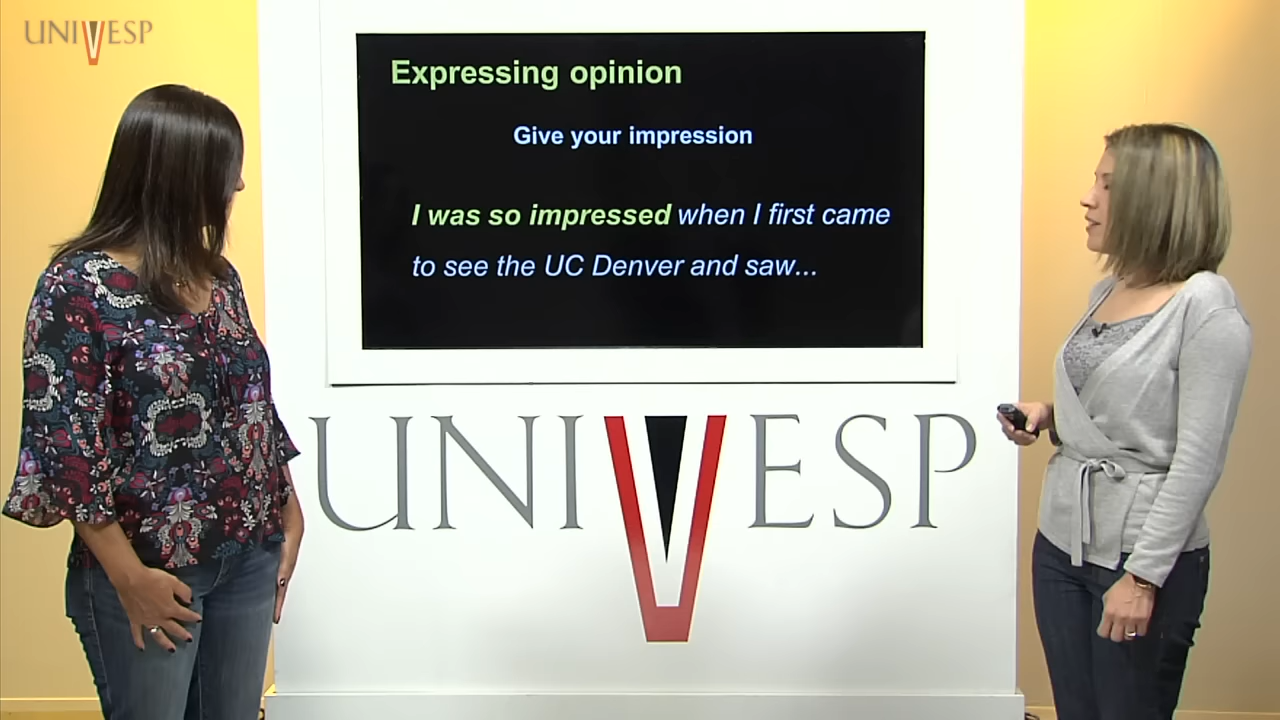 UNIVESP
Expressing opinion
Give your impression
I was so impressed when I first came
to see the UC Denver and saw...
UNIVESP